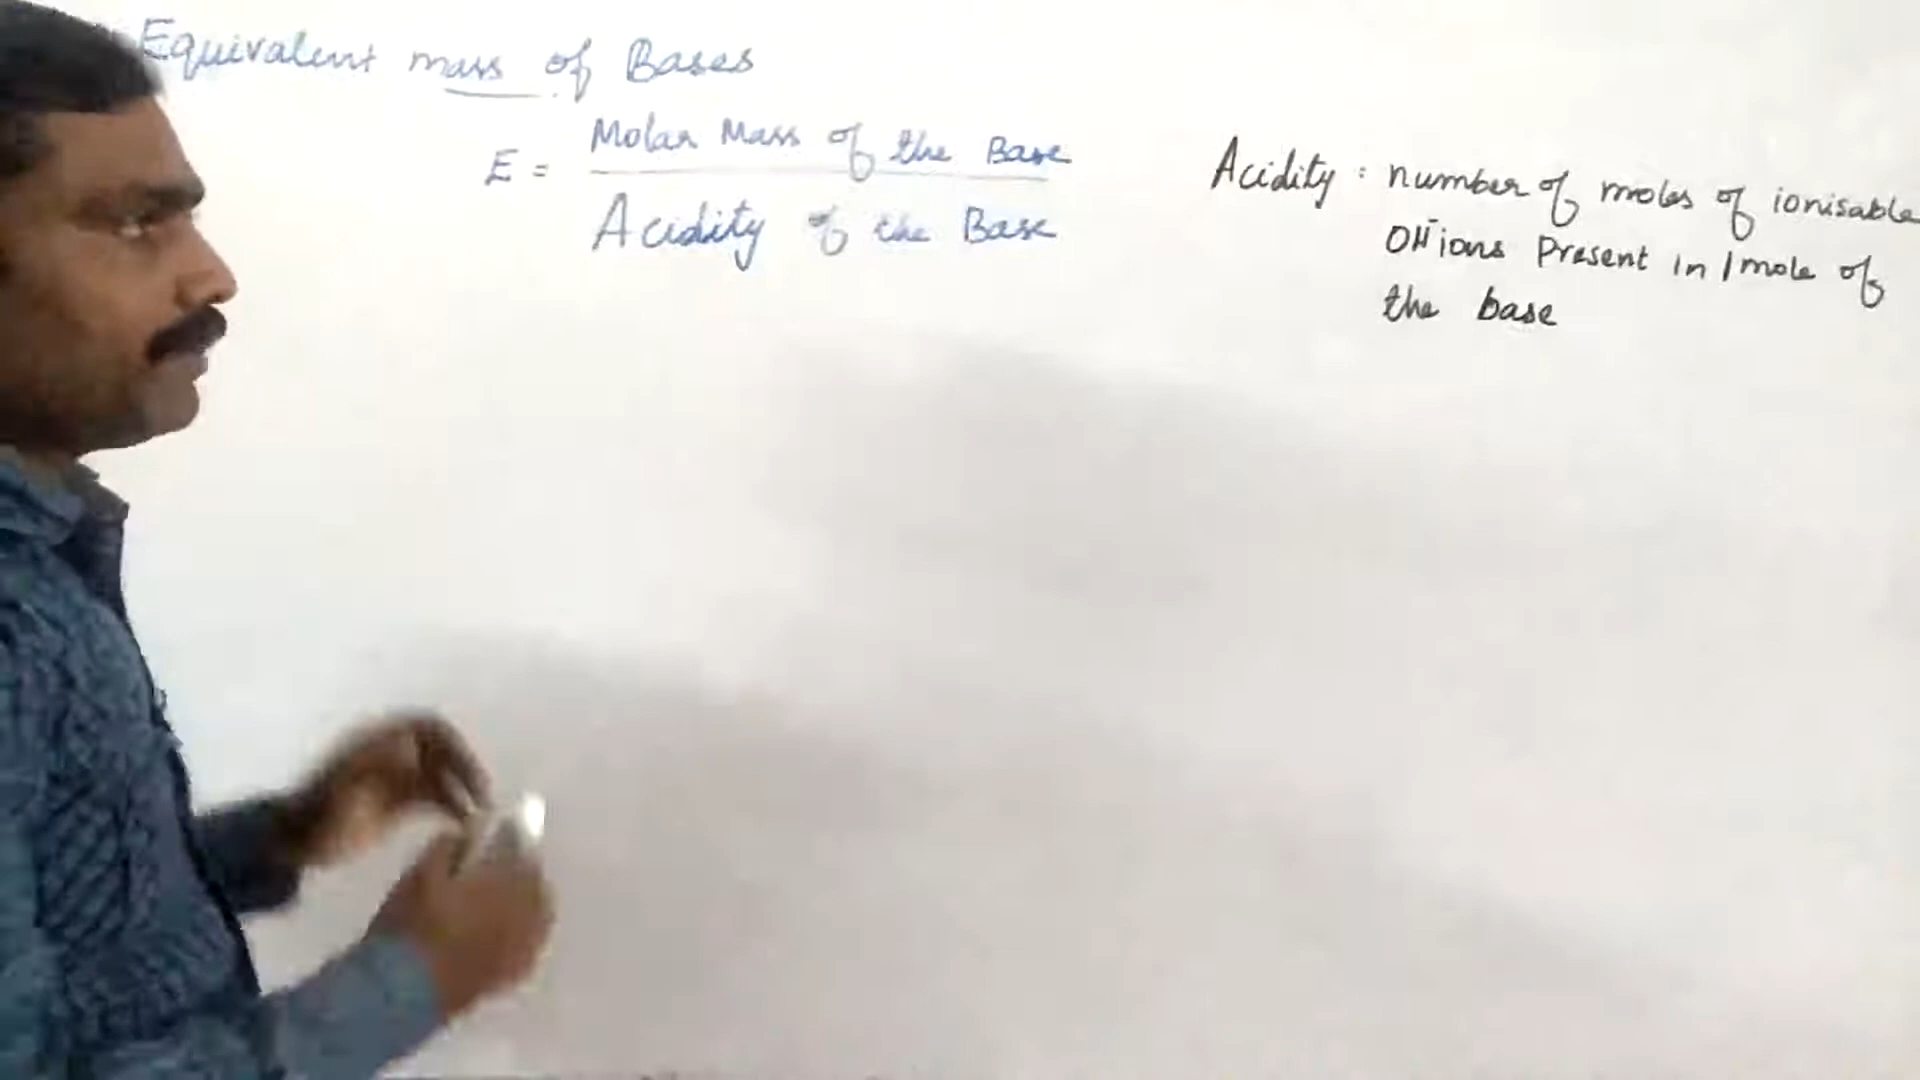 Equivalent mass of Bases
E = Molar Mass of the Base
Acidity of the Base
Acidity : number of moles of ionisable
OH⁻ ions Present in 1 mole of
the base